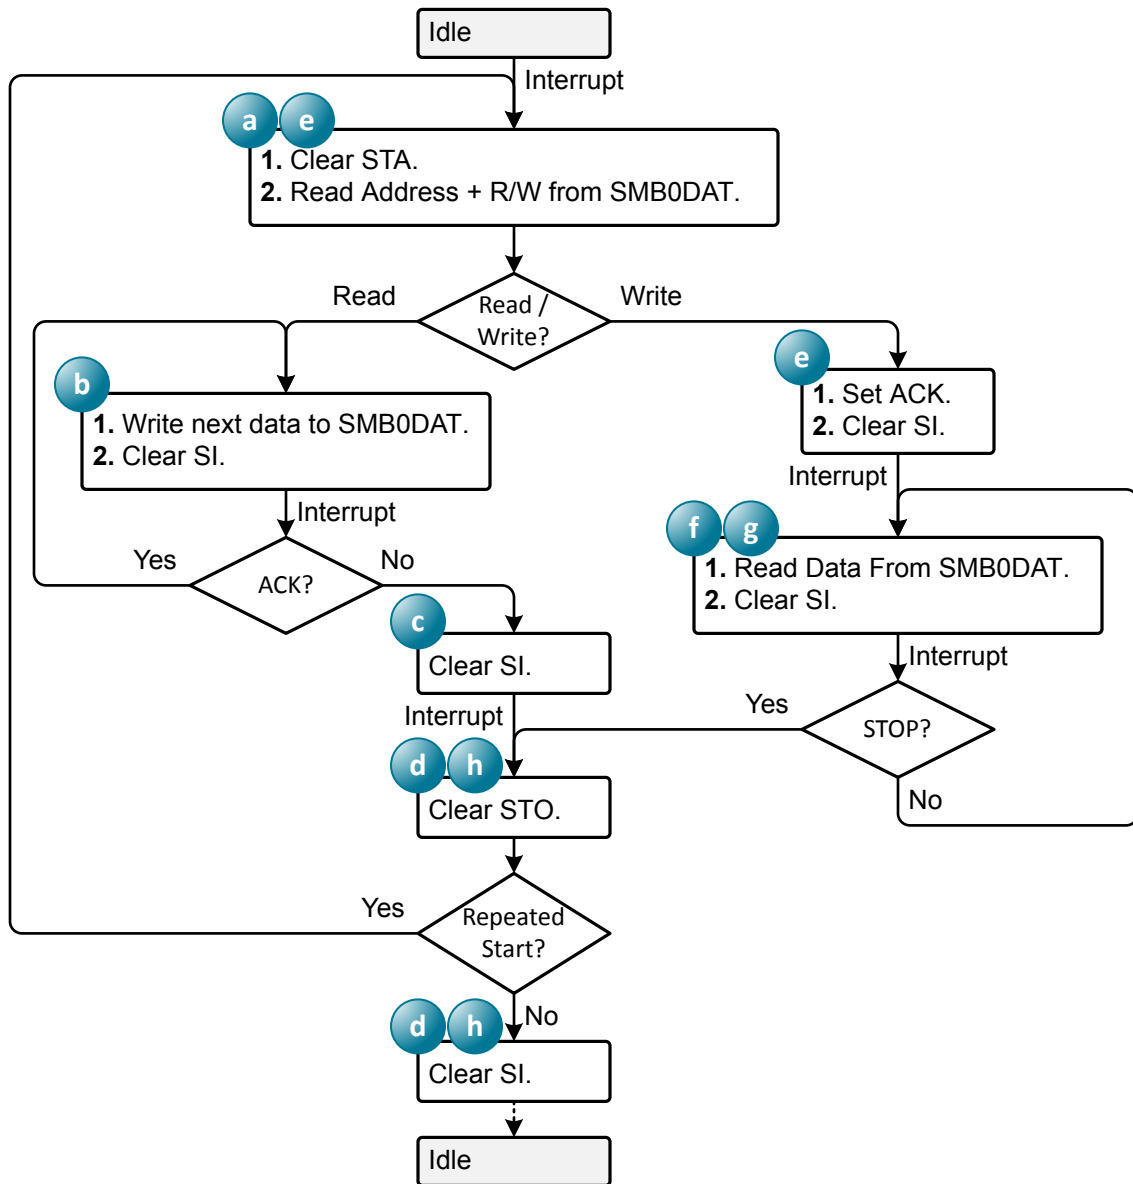 Idle
Interrupt
a e
1. Clear STA.
2. Read Address + R/W from SMB0DAT.
Read
Read /
Write?
Write
b
1. Write next data to SMB0DAT.
2. Clear SI.
e
1. Set ACK.
2. Clear SI.
Interrupt
Interrupt
Yes
ACK?
No
f g
1. Read Data From SMB0DAT.
2. Clear SI.
c
Clear SI.
Interrupt
Interrupt
Yes
STOP?
No
d h
Clear STO.
Yes
Repeated
Start?
No
d h
Clear SI.
Idle